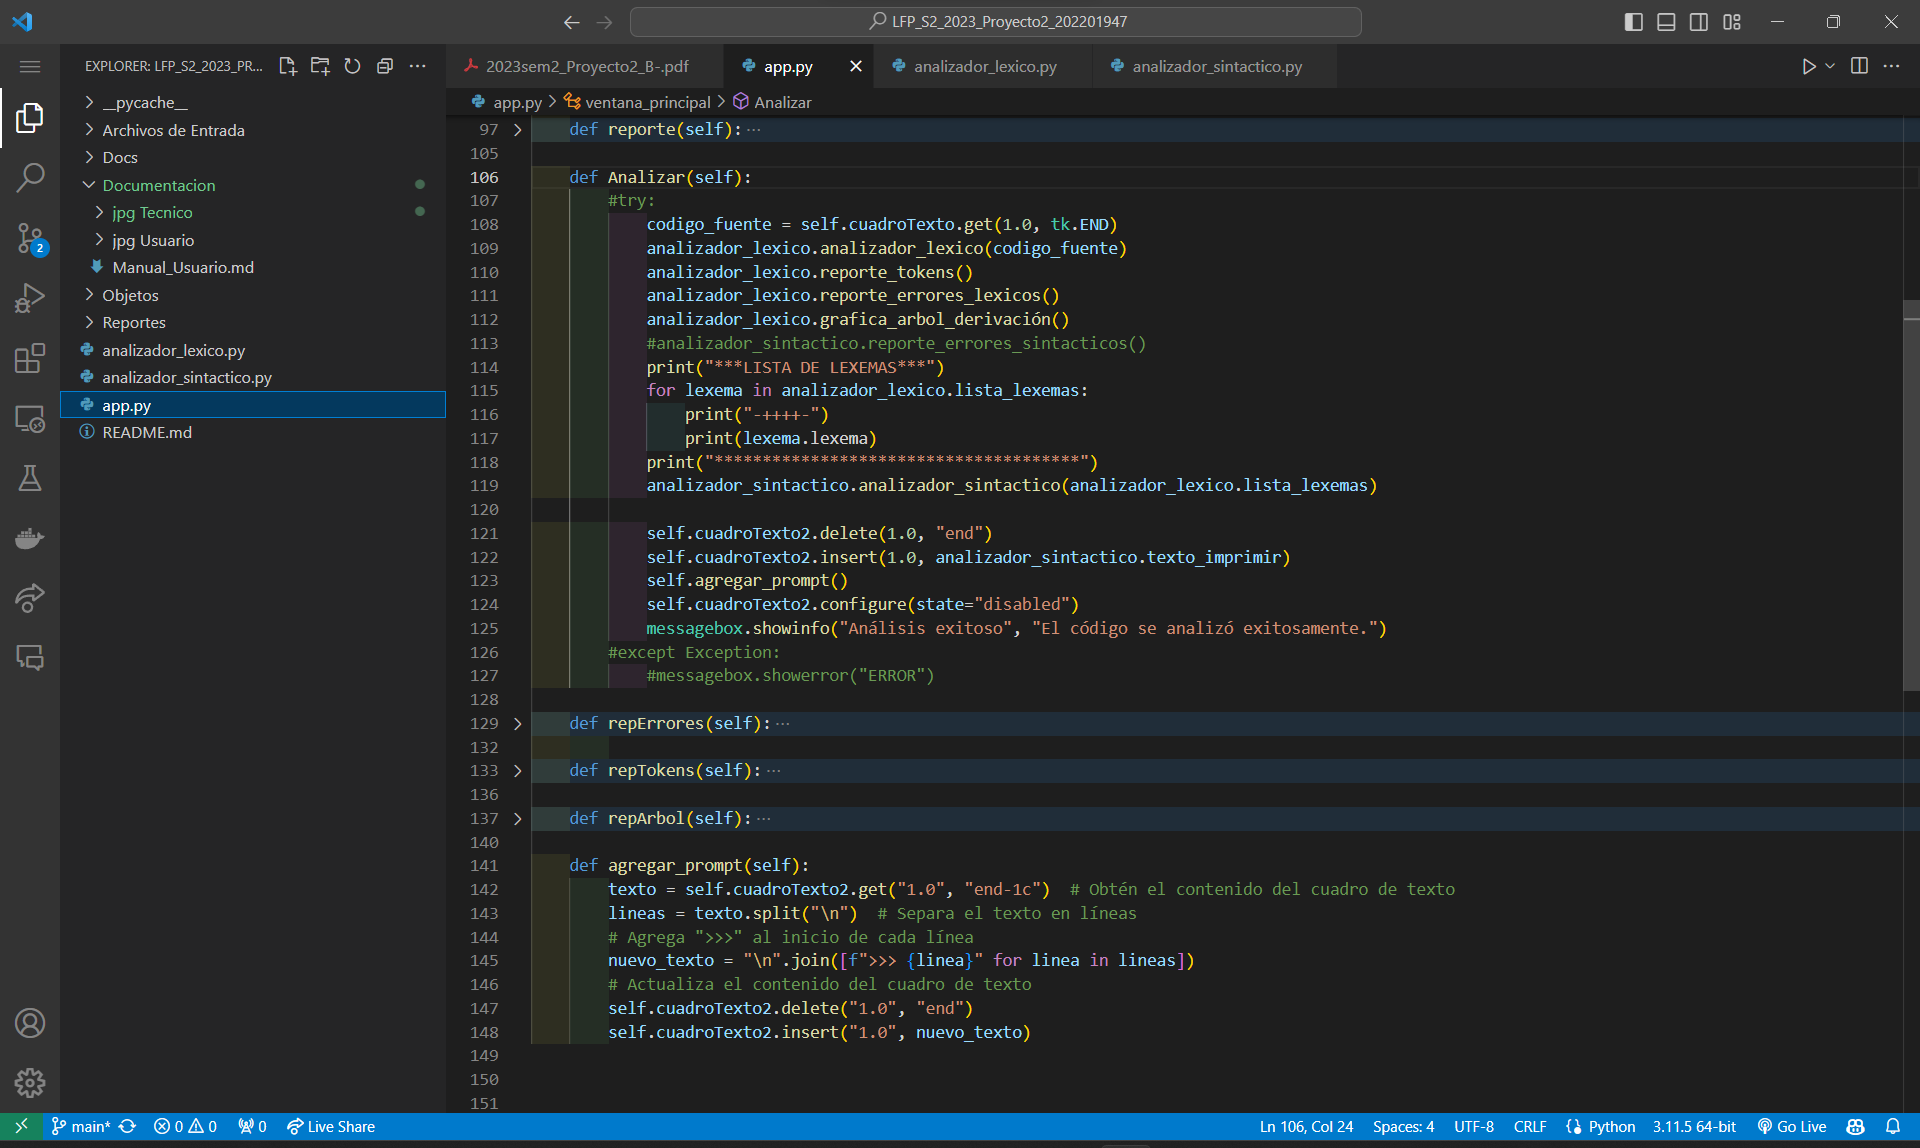 LFP_S2_2023_Proyecto2_202201947
EXPLORER: LFP_S2_2023_PR...
__pycache__
Archivos de Entrada
Docs
Documentacion
jpg Tecnico
jpg Usuario
Manual_Usuario.md
Objetos
Reportes
analizador_lexico.py
analizador_sintactico.py
app.py
README.md
2
2023sem2_Proyecto2_B-.pdf
app.py
analizador_lexico.py
analizador_sintactico.py
app.py > ventana_principal > Analizar
97 def reporte(self): ...
105
106 def Analizar(self):
107 #try:
108 codigo_fuente = self.cuadroTexto.get(1.0, tk.END)
109 analizador_lexico.analizador_lexico(codigo_fuente)
110 analizador_lexico.reporte_tokens()
111 analizador_lexico.reporte_errores_lexicos()
112 analizador_lexico.grafica_arbol_derivación()
113 #analizador_sintactico.reporte_errores_sintacticos()
114 print("***LISTA DE LEXEMAS***")
115 for lexema in analizador_lexico.lista_lexemas:
116 print("-++++-")
117 print(lexema.lexema)
118 print("**************************************")
119 analizador_sintactico.analizador_sintactico(analizador_lexico.lista_lexemas)
120
121 self.cuadroTexto2.delete(1.0, "end")
122 self.cuadroTexto2.insert(1.0, analizador_sintactico.texto_imprimir)
123 self.agregar_prompt()
124 self.cuadroTexto2.configure(state="disabled")
125 messagebox.showinfo("Análisis exitoso", "El código se analizó exitosamente.")
126 #except Exception:
127 #messagebox.showerror("ERROR")
128
129 def repErrores(self): ...
132
133 def repTokens(self): ...
136
137 def repArbol(self): ...
140
141 def agregar_prompt(self):
142 texto = self.cuadroTexto2.get("1.0", "end-1c")  # Obtén el contenido del cuadro de texto
143 lineas = texto.split("\n")  # Separa el texto en líneas
144 # Agrega ">>>" al inicio de cada línea
145 nuevo_texto = "\n".join([f">>> {linea}" for linea in lineas])
146 # Actualiza el contenido del cuadro de texto
147 self.cuadroTexto2.delete("1.0", "end")
148 self.cuadroTexto2.insert("1.0", nuevo_texto)
149
150
151
main* 0 0 0 Live Share Ln 106, Col 24 Spaces: 4 UTF-8 CRLF Python 3.11.5 64-bit Go Live